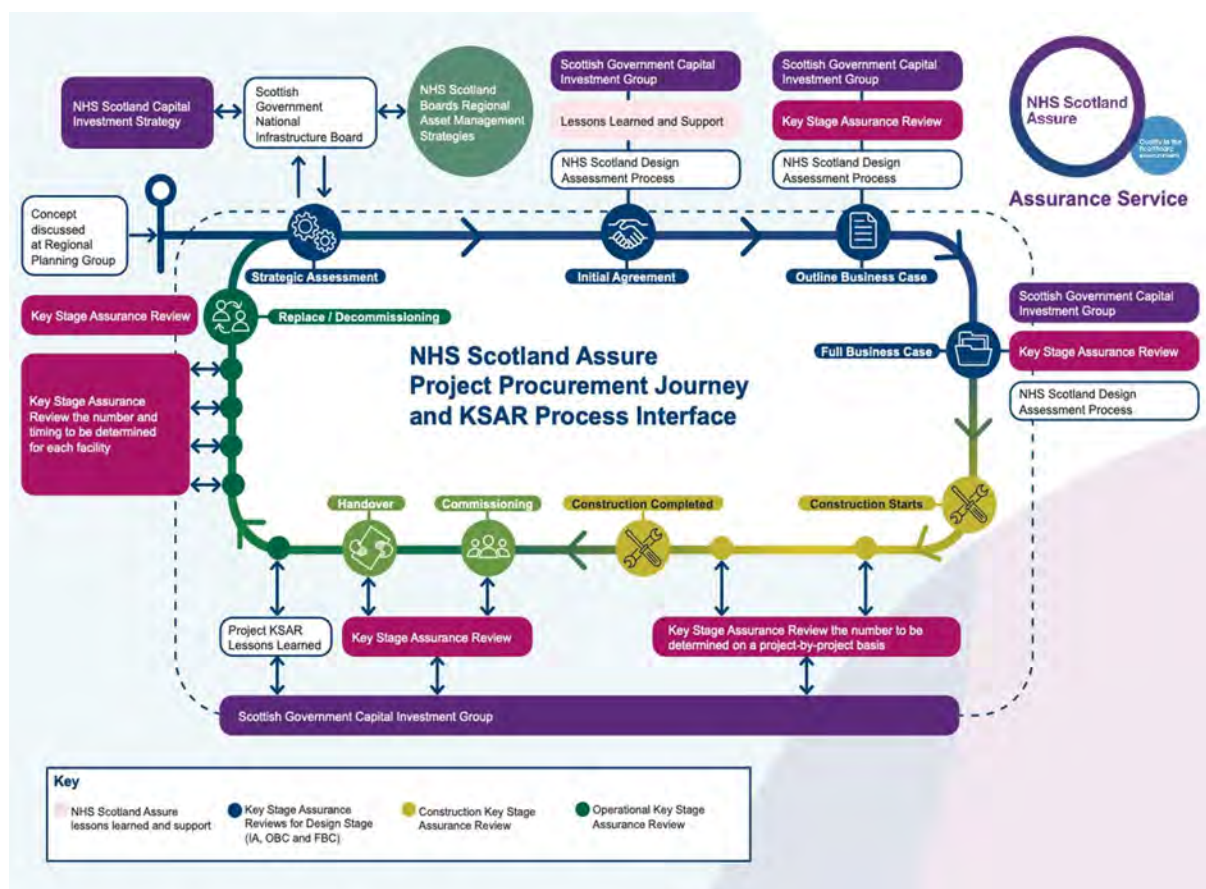 NHS Scotland Capital
Investment Strategy
Scottish
Government
National
Infrastructure Board
NHS Scotland
Boards Regional
Asset Management
Strategies
Scottish Government Capital
Investment Group
Lessons Learned and Support
NHS Scotland Design
Assessment Process
Scottish Government Capital
Investment Group
Key Stage Assurance Review
NHS Scotland Design
Assessment Process
NHS Scotland
Assure
Quality in the
healthcare
environment
Assurance Service
Concept
discussed
at Regional
Planning Group
Strategic Assessment
Initial Agreement
Outline Business Case
Key Stage Assurance Review
Replace / Decommissioning
Full Business Case
Scottish Government Capital
Investment Group
Key Stage Assurance Review
NHS Scotland Design
Assessment Process
NHS Scotland Assure
Project Procurement Journey
and KSAR Process Interface
Key Stage Assurance
Review the number and
timing to be determined
for each facility
Handover
Commissioning
Construction Completed
Construction Starts
Project KSAR
Lessons Learned
Key Stage Assurance Review
Key Stage Assurance Review the number to be
determined on a project-by-project basis
Scottish Government Capital Investment Group
Key
NHS Scotland Assure
lessons learned and support
Key Stage Assurance
Reviews for Design Stage
(IA, OBC and FBC)
Construction Key Stage
Assurance Review
Operational Key Stage
Assurance Review